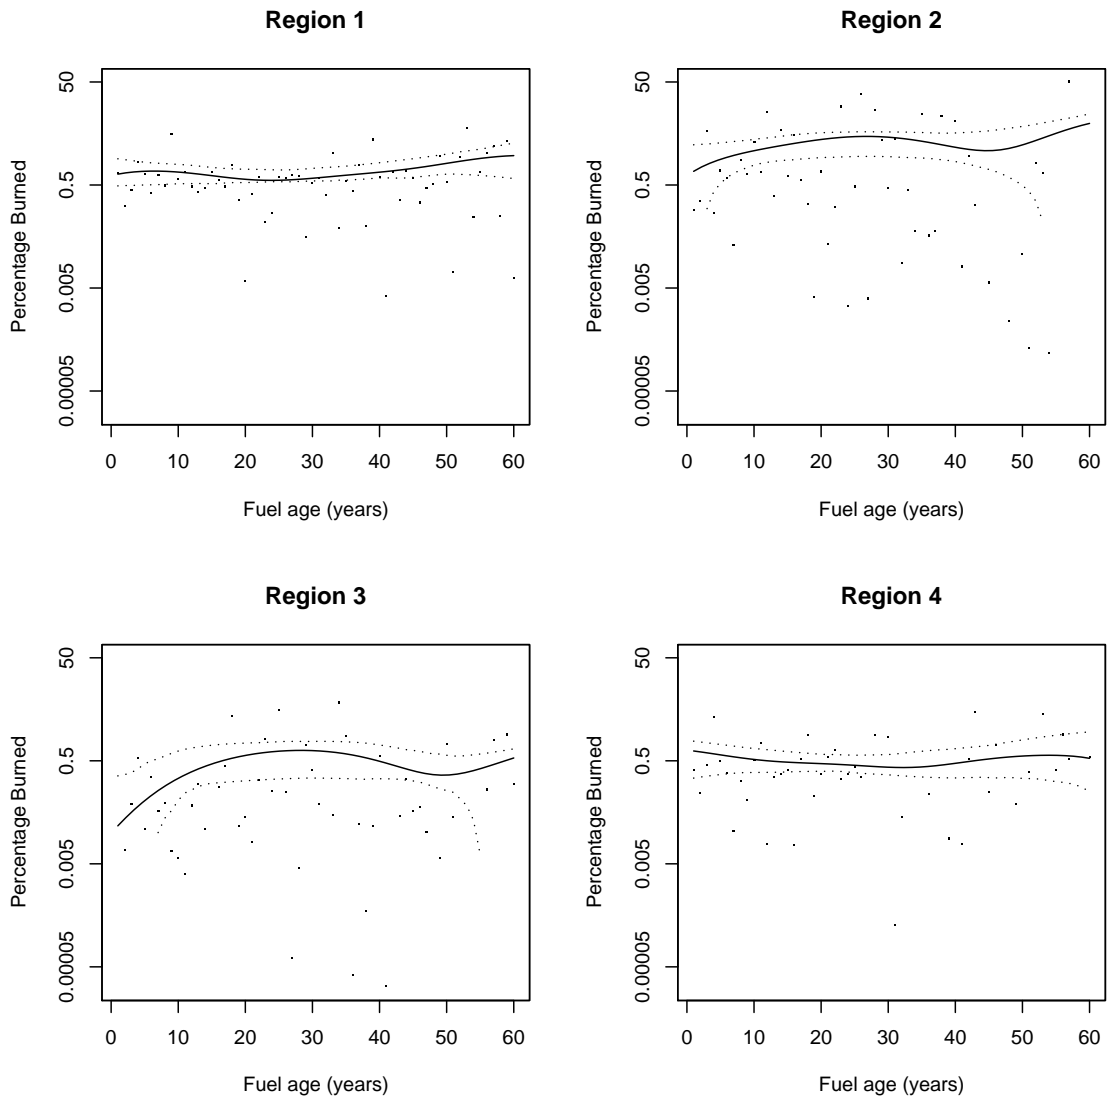 Region 1
50
0.5
0.005
0.00005
Percentage Burned
0 10 20 30 40 50 60
Fuel age (years)
Region 2
50
0.5
0.005
0.00005
Percentage Burned
0 10 20 30 40 50 60
Fuel age (years)
Region 3
50
0.5
0.005
0.00005
Percentage Burned
0 10 20 30 40 50 60
Fuel age (years)
Region 4
50
0.5
0.005
0.00005
Percentage Burned
0 10 20 30 40 50 60
Fuel age (years)